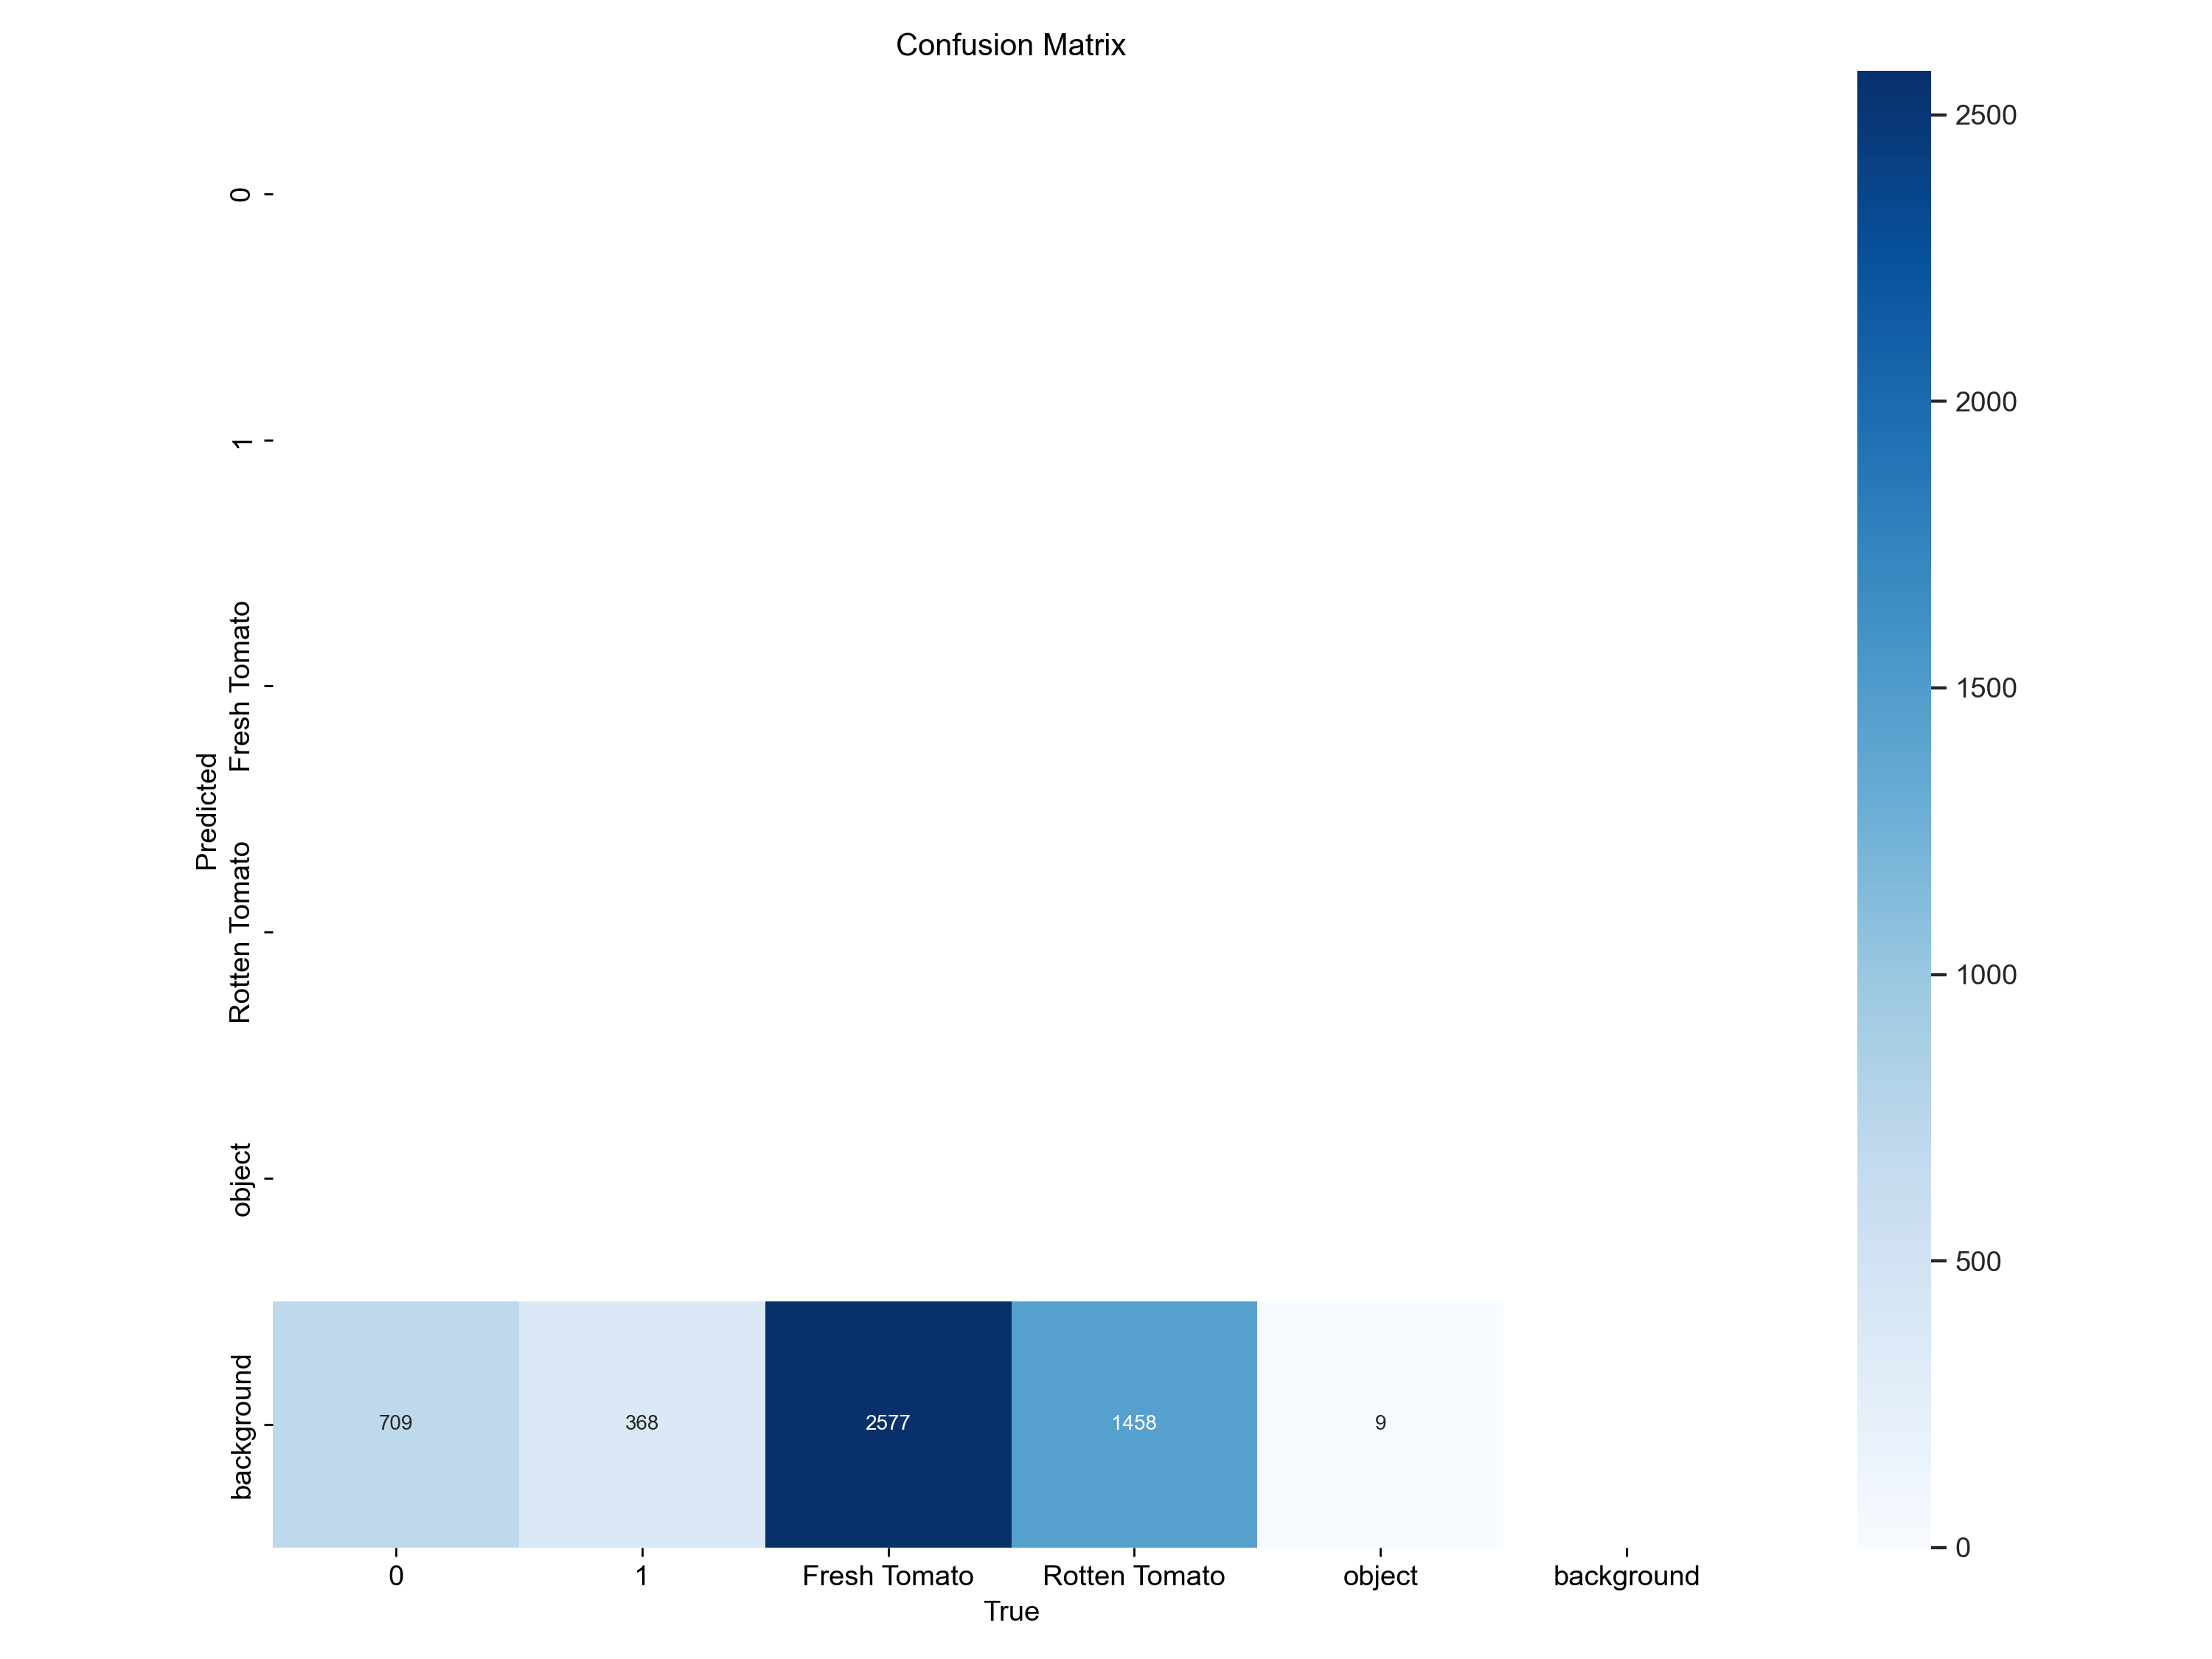 Confusion Matrix
Predicted
0
1
Fresh Tomato
Rotten Tomato
object
background
709 368 2577 1458 9
0 1 Fresh Tomato Rotten Tomato object background
True
2500
2000
1500
1000
500
0